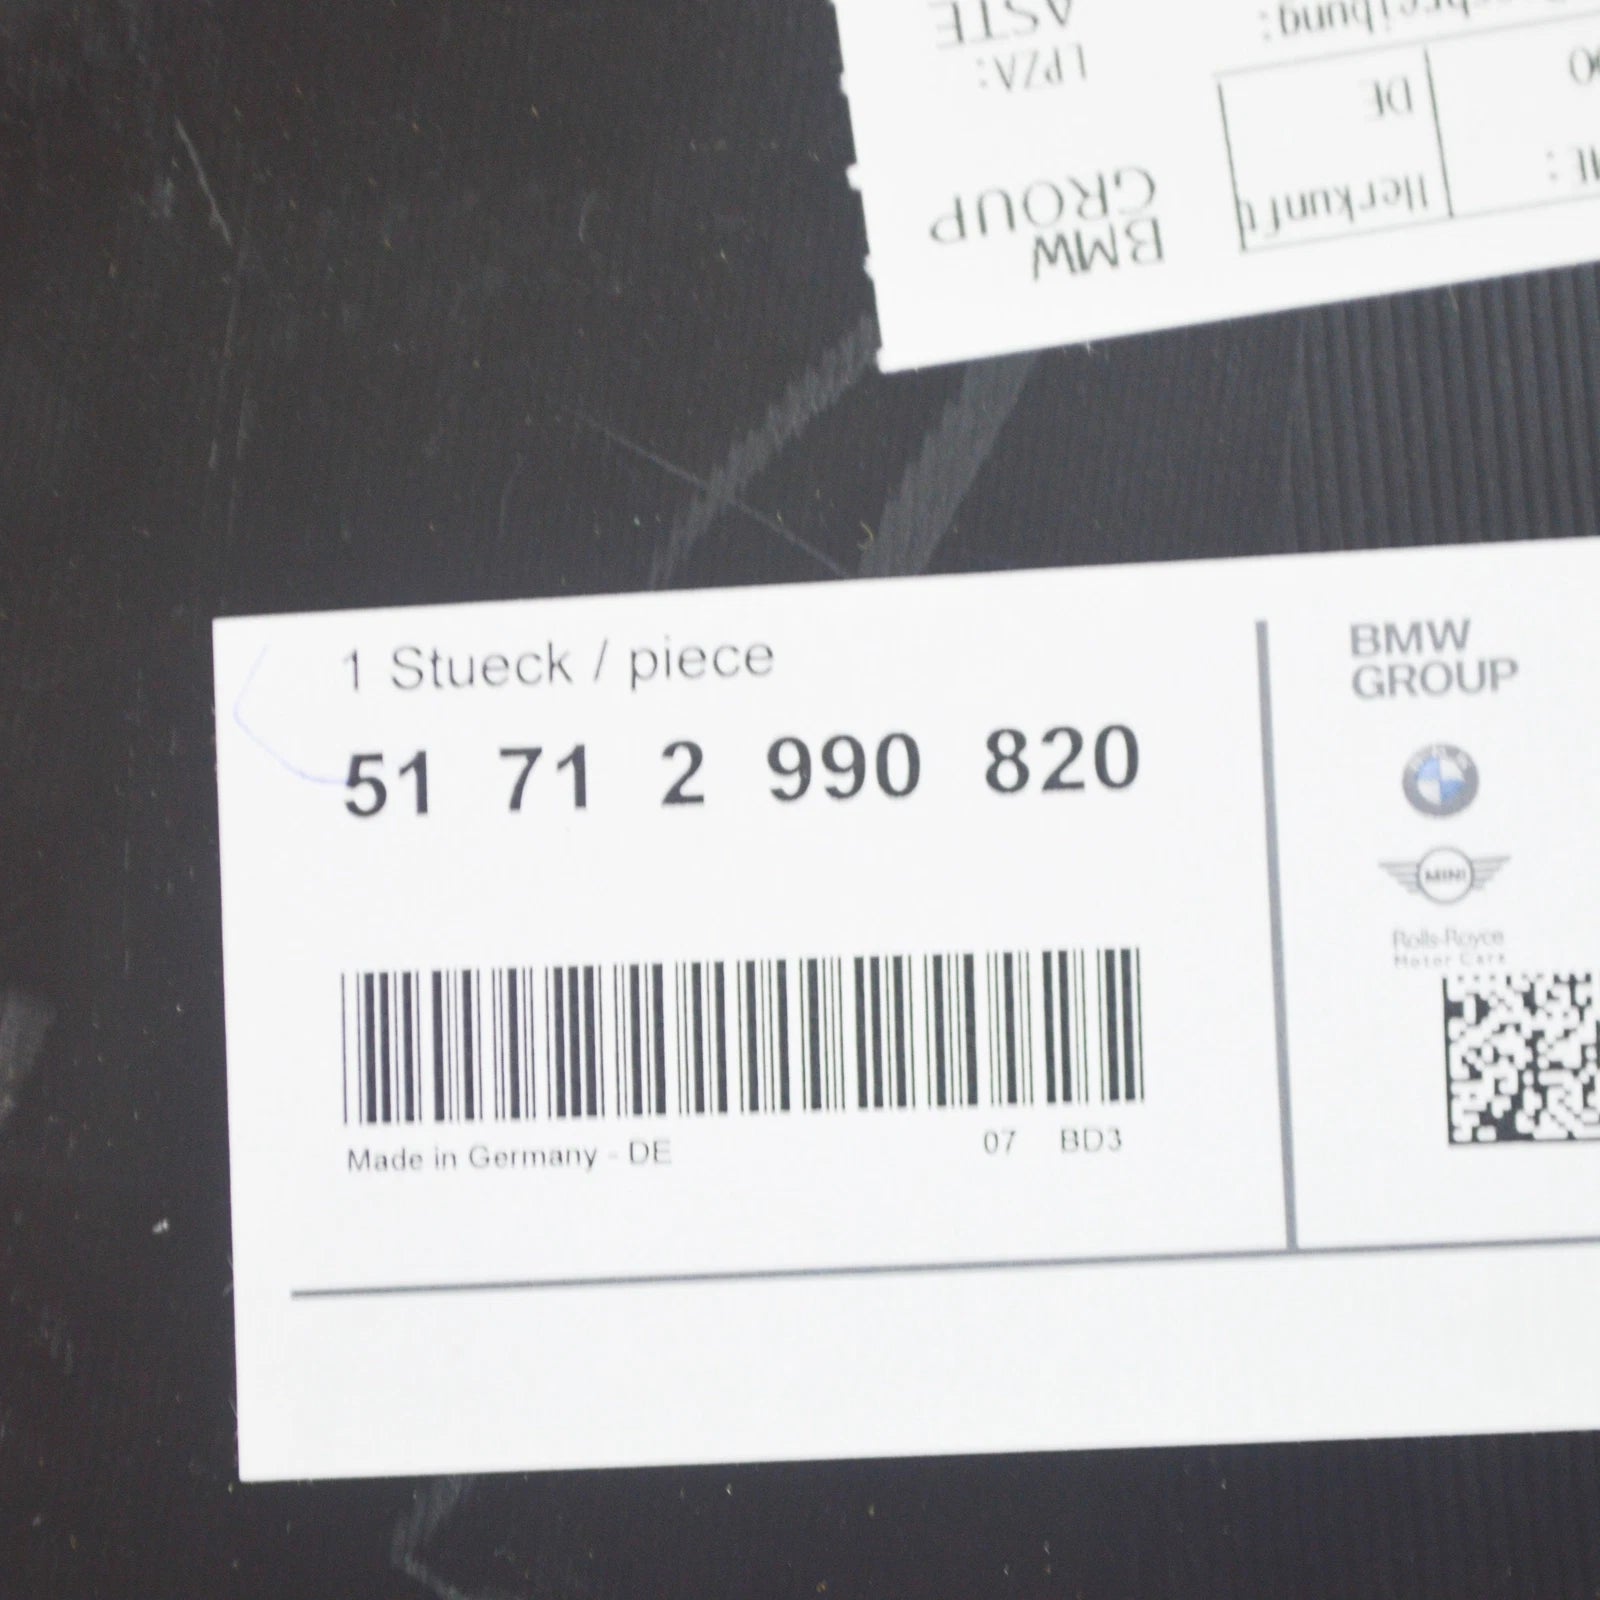 ASTE
LPZA:
DE
Herkunft
BMW
GROUP
1 Stueck / piece
51 71 2 990 820
Made in Germany - DE 07 BD3
BMW
GROUP
MINI
Rolls-Royce
Motor Cars